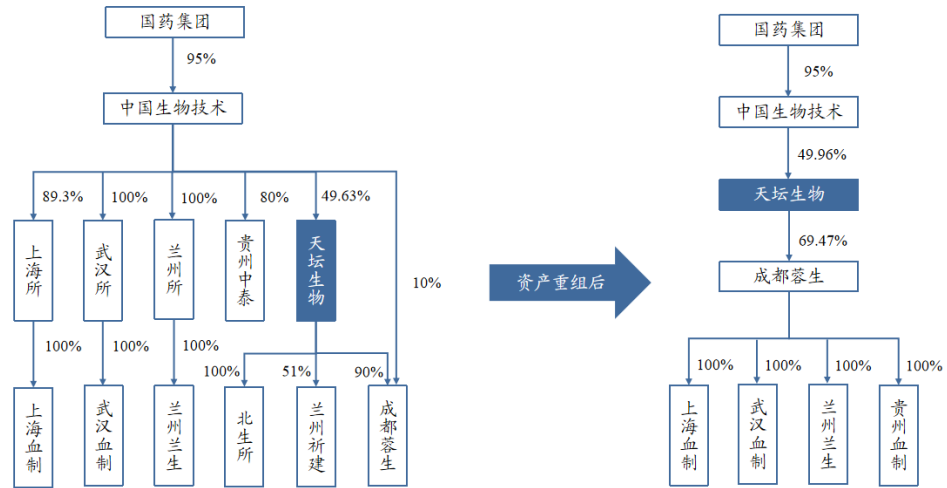 国药集团
95%
中国生物技术
89.3%
100%
100%
80%
49.63%
上海所
武汉所
兰州所
贵州中泰
天坛生物
10%
100%
100%
100%
100%
51%
90%
上海血制
武汉血制
兰州兰生
北生所
兰州祈建
成都蓉生
资产重组后
国药集团
95%
中国生物技术
49.96%
天坛生物
69.47%
成都蓉生
100%
100%
100%
100%
上海血制
武汉血制
兰州兰生
贵州血制